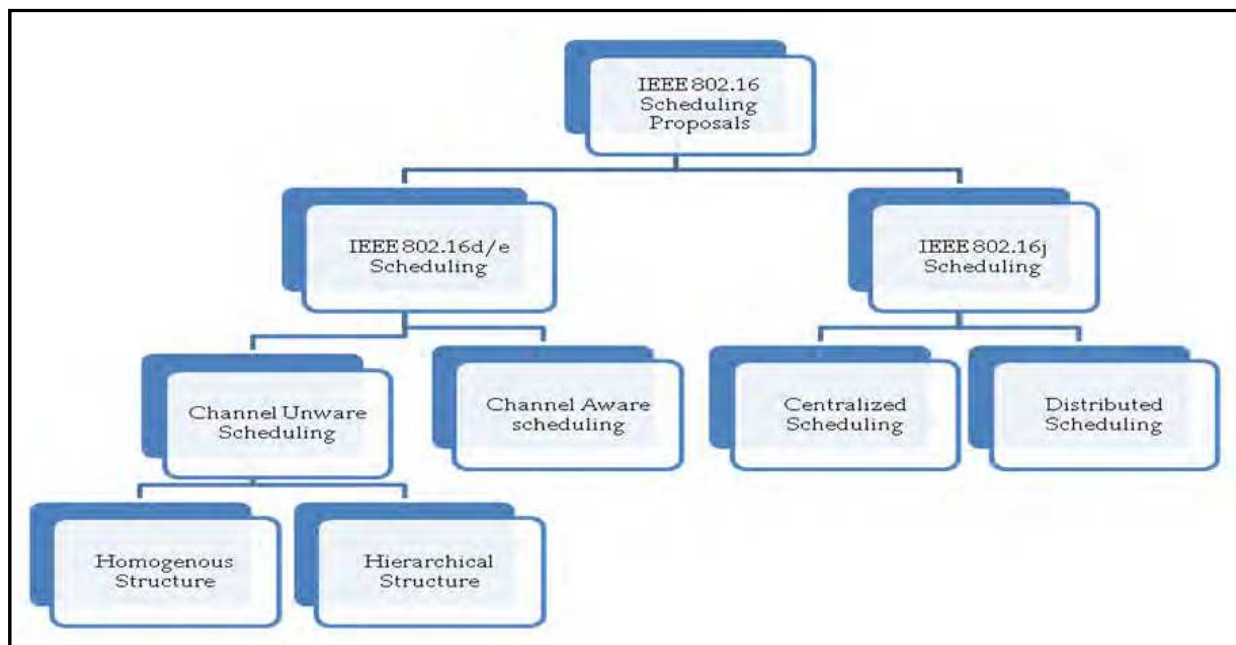 IEEE 802.16
Scheduling
Proposals
IEEE 802.16d/e
Scheduling
IEEE 802.16j
Scheduling
Channel Unware
Scheduling
Channel Aware
scheduling
Centralized
Scheduling
Distributed
Scheduling
Homogenous
Structure
Hierarchical
Structure